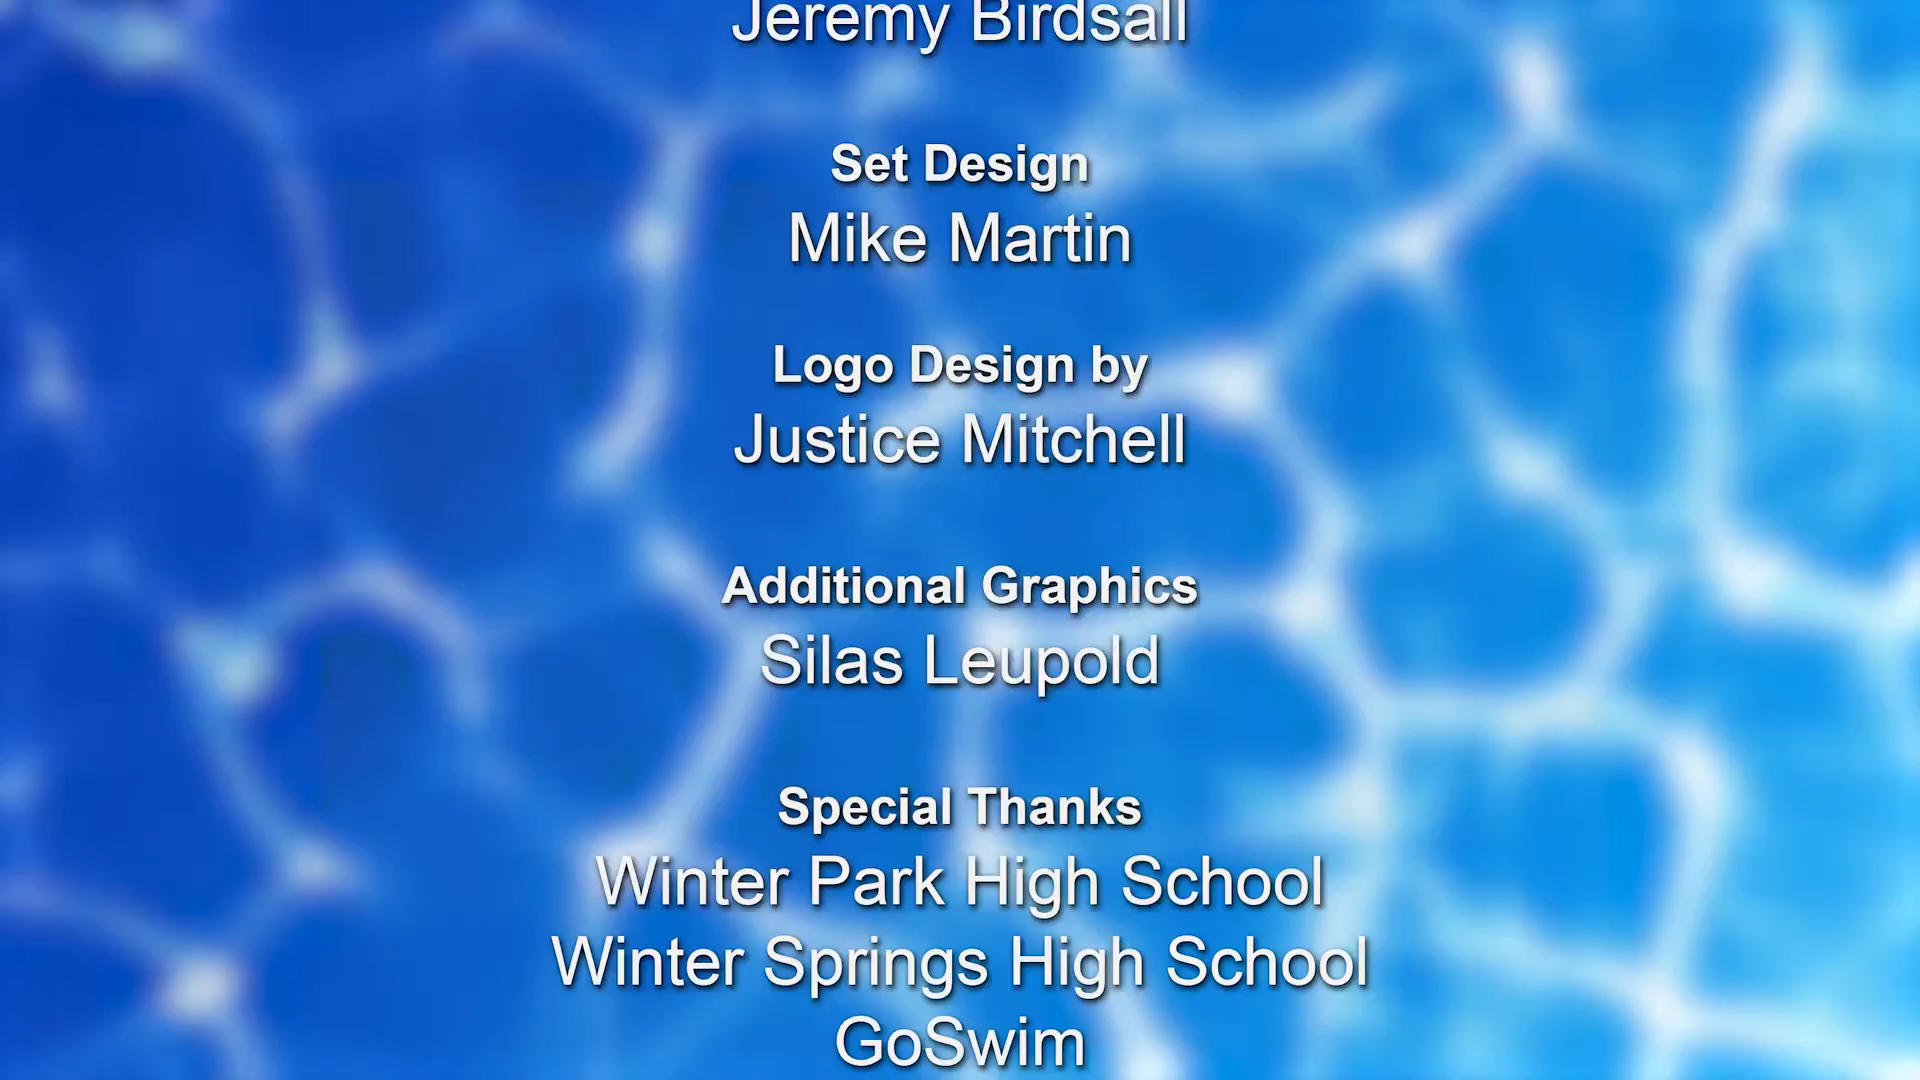 Jeremy Birdsall
Set Design
Mike Martin
Logo Design by
Justice Mitchell
Additional Graphics
Silas Leupold
Special Thanks
Winter Park High School
Winter Springs High School
GoSwim